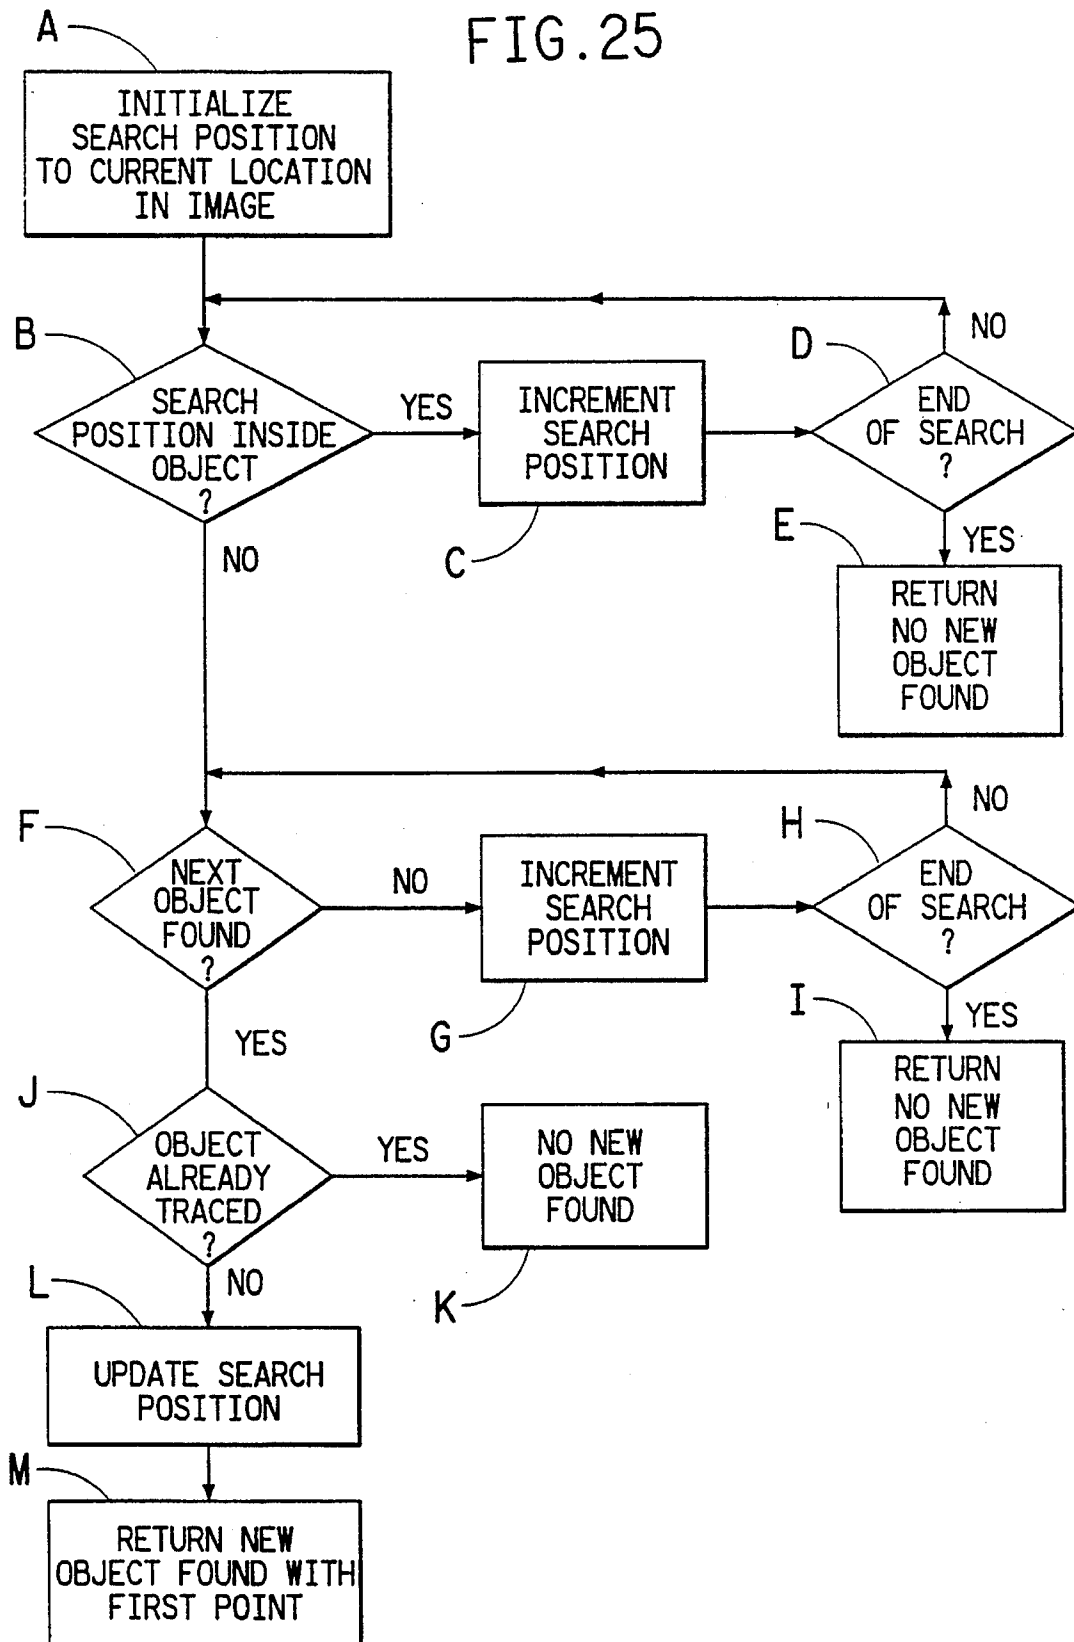 FIG.25
A
INITIALIZE
SEARCH POSITION
TO CURRENT LOCATION
IN IMAGE
B
SEARCH
POSITION INSIDE
OBJECT
?
YES
NO
INCREMENT
SEARCH
POSITION
C
D
END
OF SEARCH
?
NO
YES
E
RETURN
NO NEW
OBJECT
FOUND
F
NEXT
OBJECT
FOUND
?
NO
YES
INCREMENT
SEARCH
POSITION
G
H
END
OF SEARCH
?
NO
YES
I
RETURN
NO NEW
OBJECT
FOUND
J
OBJECT
ALREADY
TRACED
?
YES
NO
NO NEW
OBJECT
FOUND
K
L
UPDATE SEARCH
POSITION
M
RETURN NEW
OBJECT FOUND WITH
FIRST POINT